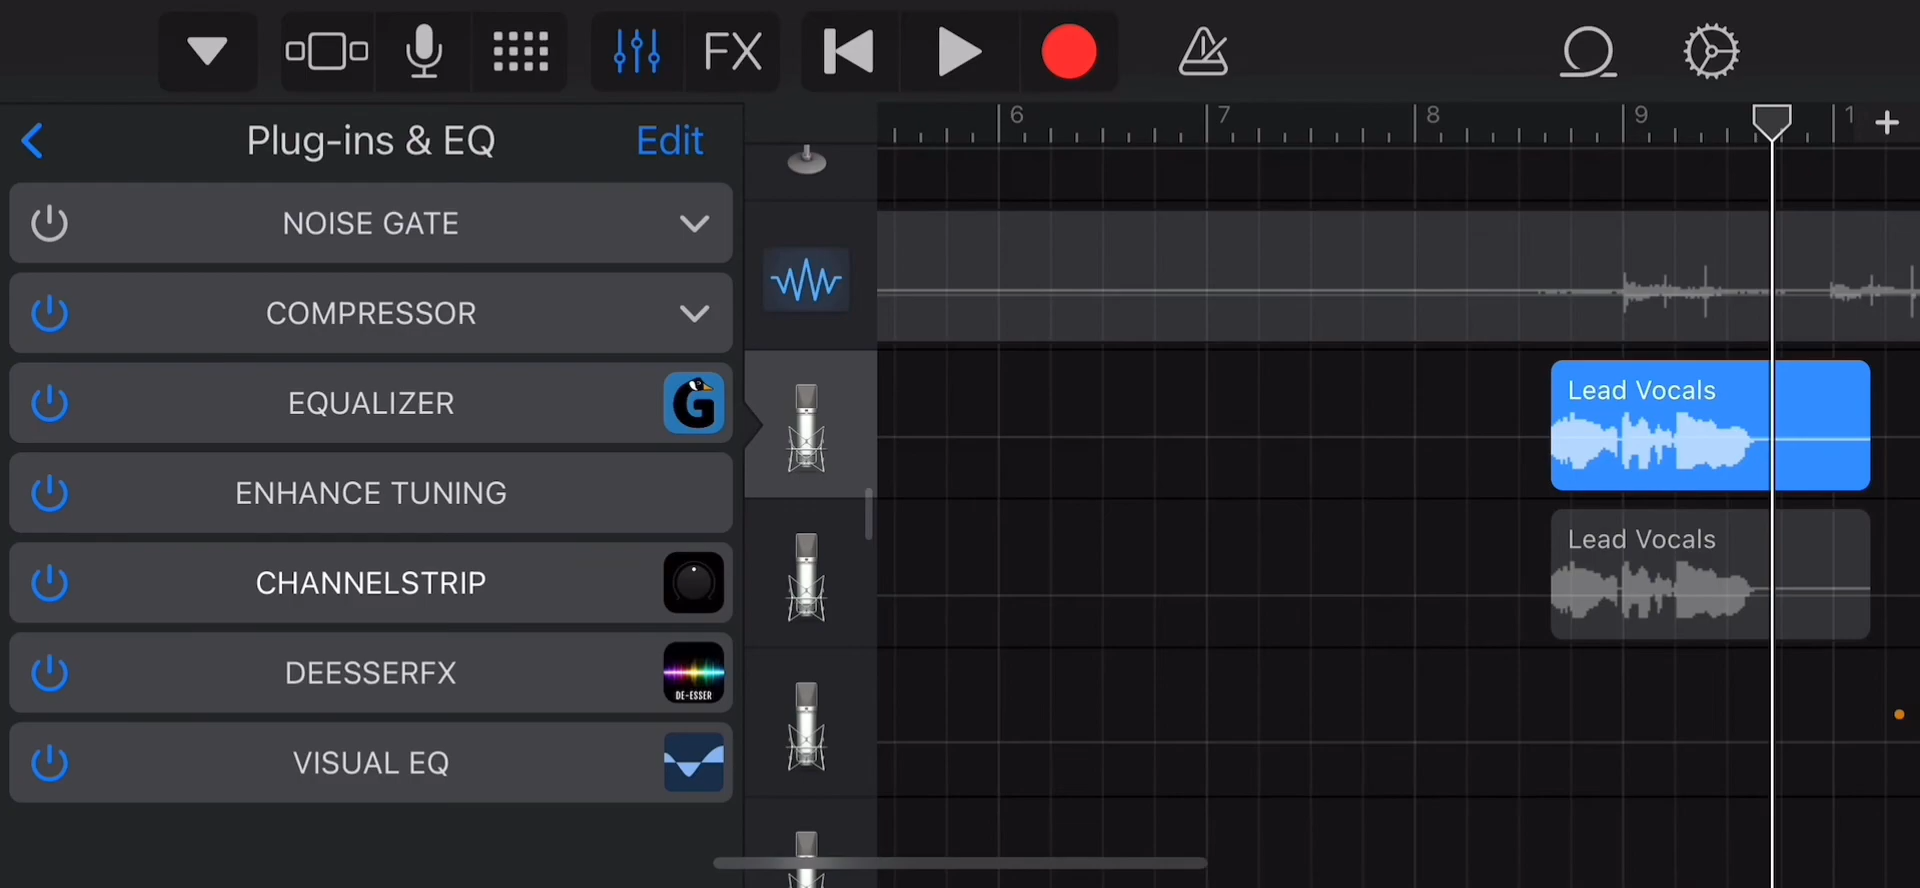 FX
Plug-ins & EQ
Edit
6
7
8
9
1
+
NOISE GATE
COMPRESSOR
EQUALIZER
G
ENHANCE TUNING
CHANNELSTRIP
DEESSERFX
DE-ESSER
VISUAL EQ
Lead Vocals
Lead Vocals